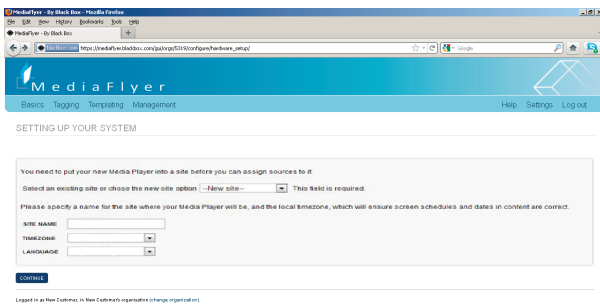 MediaFlyer - By Black Box - Mozilla Firefox
File Edit View History Bookmarks Tools Help
MediaFlyer - By Black Box
blackbox.com https://mediaflyer.blackbox.com/gui/orgs/5319/configure/hardware_setup/
Google
MediaFlyer
Basics Tagging Templating Management Help Settings Log out
SETTING UP YOUR SYSTEM
You need to put your new Media Player into a site before you can assign sources to it
Select an existing site or chose the new site option --New site-- This field is required.
Please specify a name for the site where your Media Player will be, and the local timezone, which will ensure screen schedules and dates in content are correct.
SITE NAME
TIMEZONE
LANGUAGE
CONTINUE
Logged in as New Customer, in New Customer's organisation (change organization)